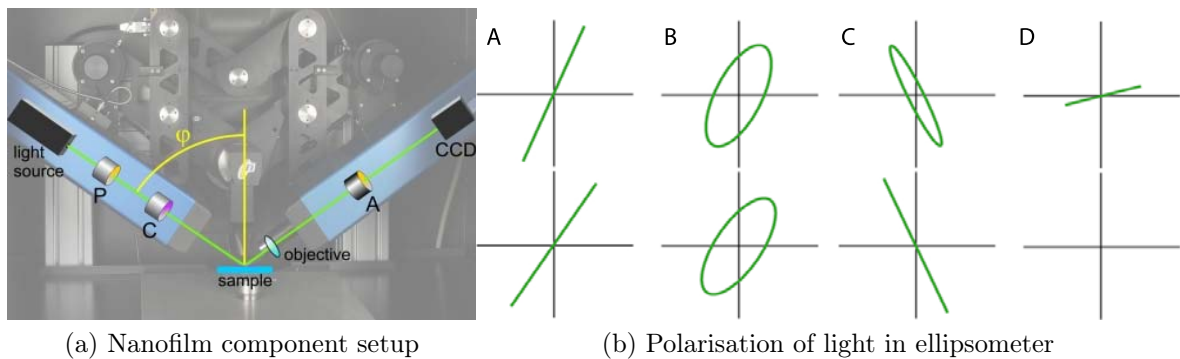 φ
light
source
P
C
CCD
A
objective
sample
A
B
C
D
(a) Nanofilm component setup
(b) Polarisation of light in ellipsometer